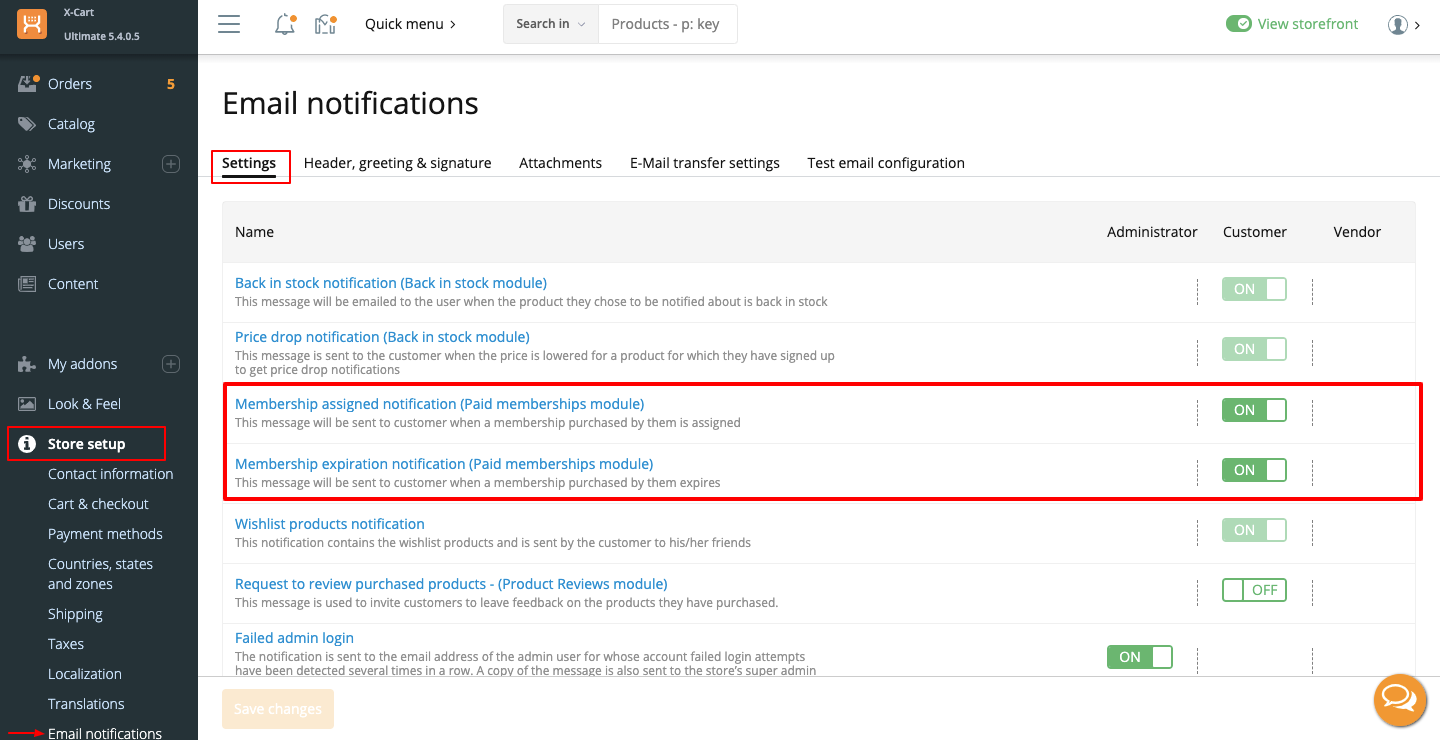 X-Cart
Ultimate 5.4.0.5
Quick menu
Search in
Products - p: key
View storefront
Orders 5
Catalog
Marketing
Discounts
Users
Content
My addons
Look & Feel
Store setup
Contact information
Cart & checkout
Payment methods
Countries, states
and zones
Shipping
Taxes
Localization
Translations
Email notifications
Email notifications
Settings Header, greeting & signature Attachments E-Mail transfer settings Test email configuration
Name Administrator Customer Vendor
Back in stock notification (Back in stock module)
This message will be emailed to the user when the product they chose to be notified about is back in stock
ON
Price drop notification (Back in stock module)
This message is sent to the customer when the price is lowered for a product for which they have signed up
to get price drop notifications
ON
Membership assigned notification (Paid memberships module)
This message will be sent to customer when a membership purchased by them is assigned
ON
Membership expiration notification (Paid memberships module)
This message will be sent to customer when a membership purchased by them expires
ON
Wishlist products notification
This notification contains the wishlist products and is sent by the customer to his/her friends
ON
Request to review purchased products - (Product Reviews module)
This message is used to invite customers to leave feedback on the products they have purchased.
OFF
Failed admin login
The notification is sent to the email address of the admin user for whose account failed login attempts
have been detected several times in a row. A copy of the message is also sent to the store's super admin
ON
Save changes